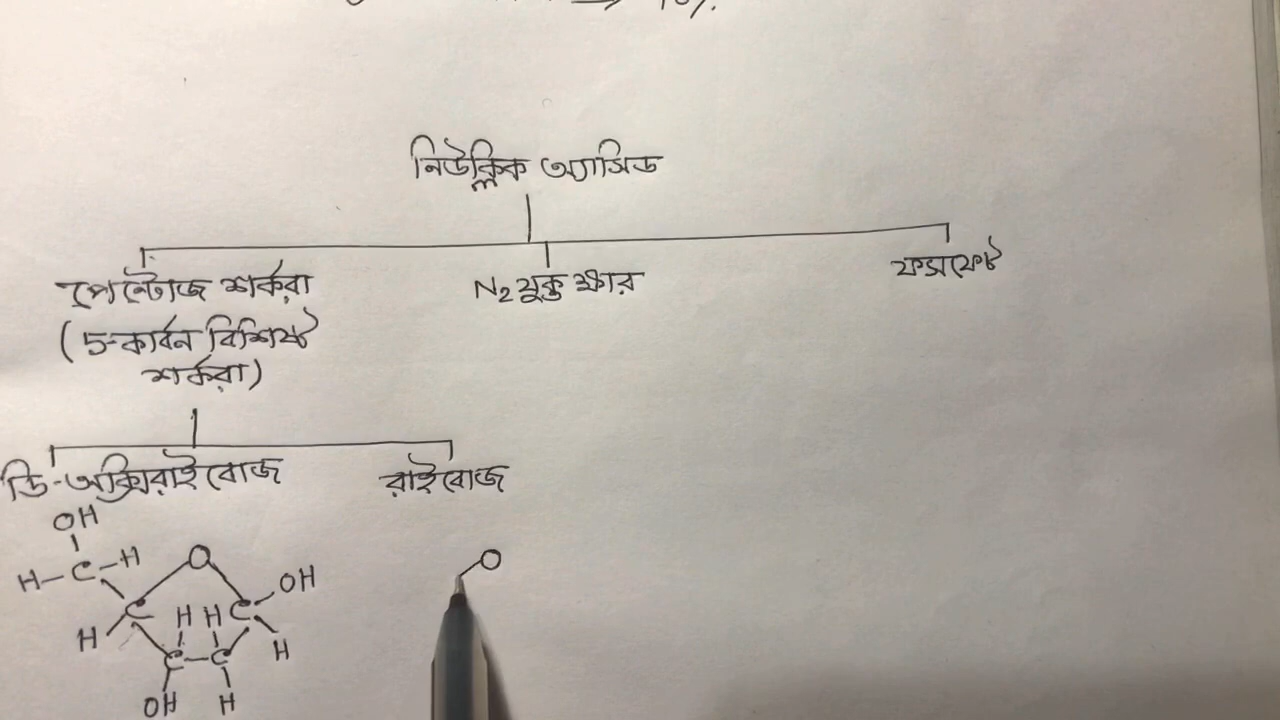 নিউক্লিক অ্যাসিড
পেন্টোজ শর্করা
(5-কার্বন বিশিষ্ট
শর্করা)
N2 যুক্ত ক্ষার
ফসফেট
ডি-অক্সিরাইবোজ
রাইবোজ
OH
H-C-H
O
C
C
OH
H
H H
H
C-C
OH
H
O